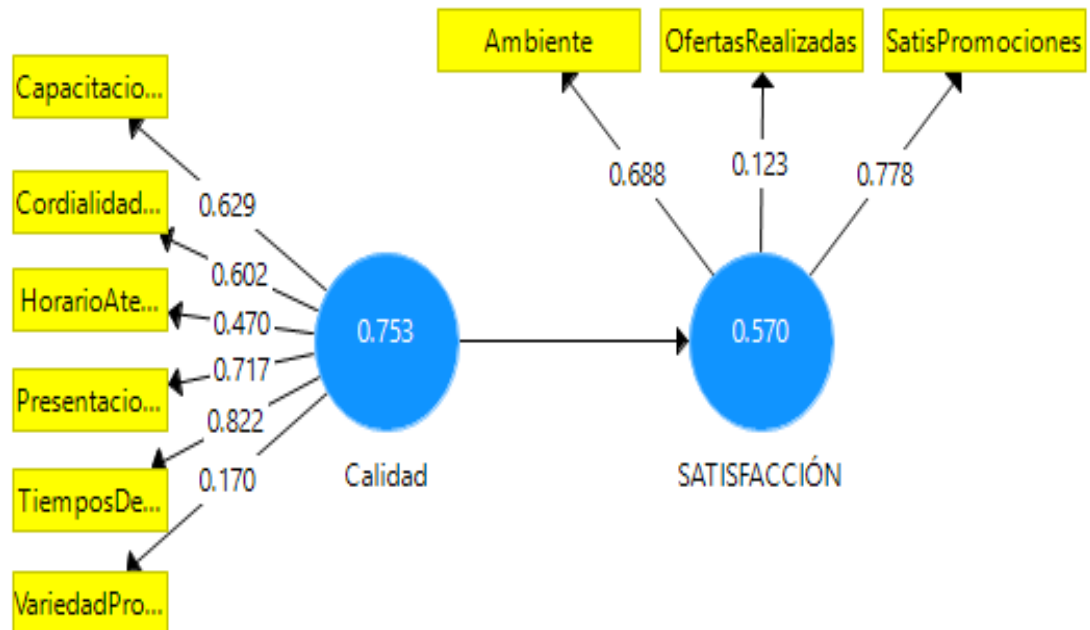 Ambiente
OfertasRealizadas
SatisPromociones
Capacitacio...
Cordialidad...
HorarioAte...
Presentacio...
TiemposDe...
VariedadPro...
0.629
0.602
0.470
0.717
0.822
0.170
0.753
Calidad
0.688
0.123
0.778
0.570
SATISFACCIÓN